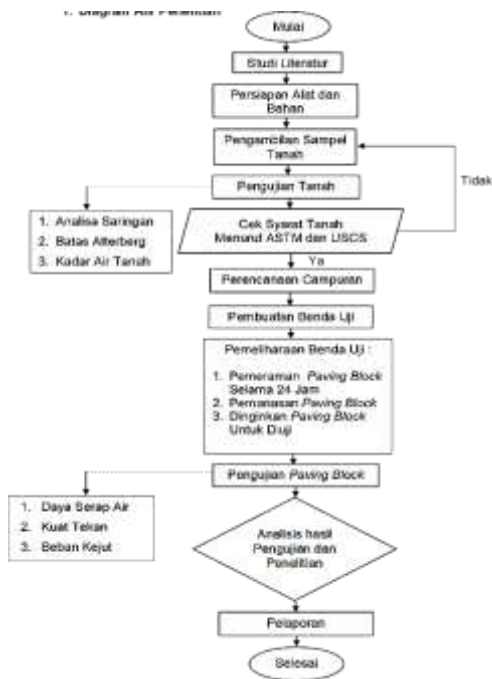 Mulai
Studi Literatur
Persiapan Alat dan
Bahan
Pengambilan Sampel
Tanah
Tidak
Pengujian Tanah
1. Analisa Saringan
2. Batas Atterberg
3. Kadar Air Tanah
Cek Syarat Tanah
Menurut ASTM dan USCS
Ya
Perencanaan Campuran
Pembuatan Benda Uji
Pemeliharaan Benda Uji :
1. Pemeraman Paving Block
Selama 24 Jam
2. Pemanasan Paving Block
3. Dinginkan Paving Block
Untuk Diuji
Pengujian Paving Block
1. Daya Serap Air
2. Kuat Tekan
3. Beban Kejut
Analisis hasil
Pengujian dan
Penelitian
Pelaporan
Selesai